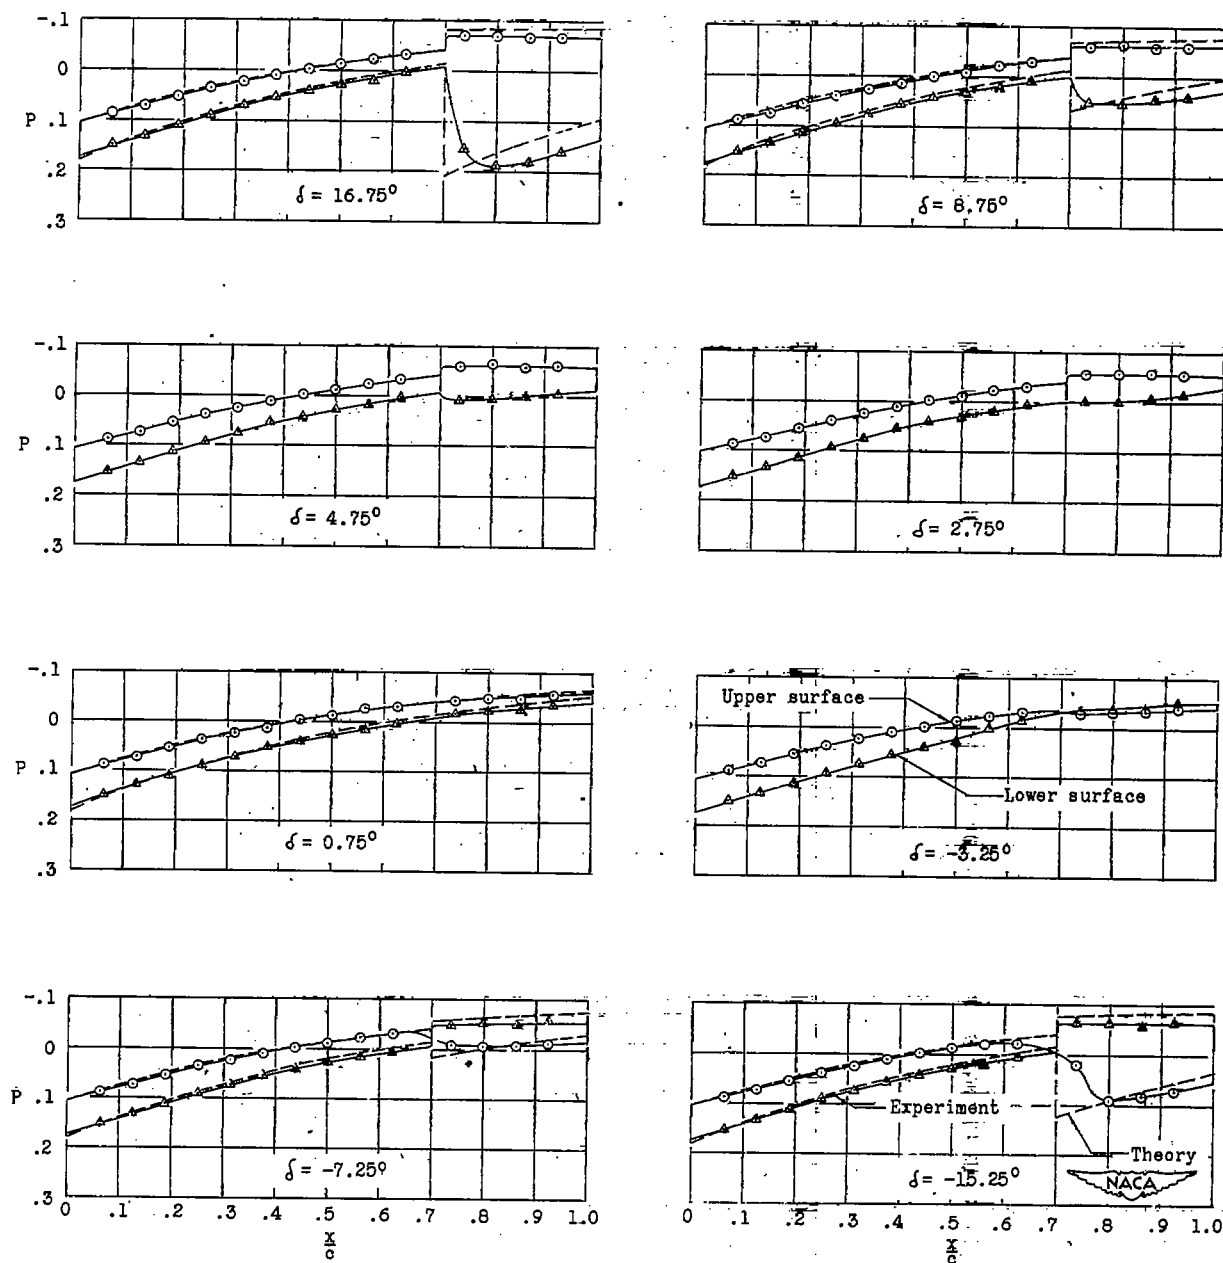 -.1
0
P .1
.2
.3
δ = 16.75°
δ = 8.75°
-.1
0
P .1
.2
.3
δ = 4.75°
δ = 2.75°
-.1
0
P .1
.2
.3
δ = 0.75°
Upper surface
Lower surface
δ = -3.25°
-.1
0
P .1
.2
.3
δ = -7.25°
0 .1 .2 .3 .4 .5 .6 .7 .8 .9 1.0
x
c
Experiment
Theory
δ = -15.25°
NACA
0 .1 .2 .3 .4 .5 .6 .7 .8 .9 1.0
x
c